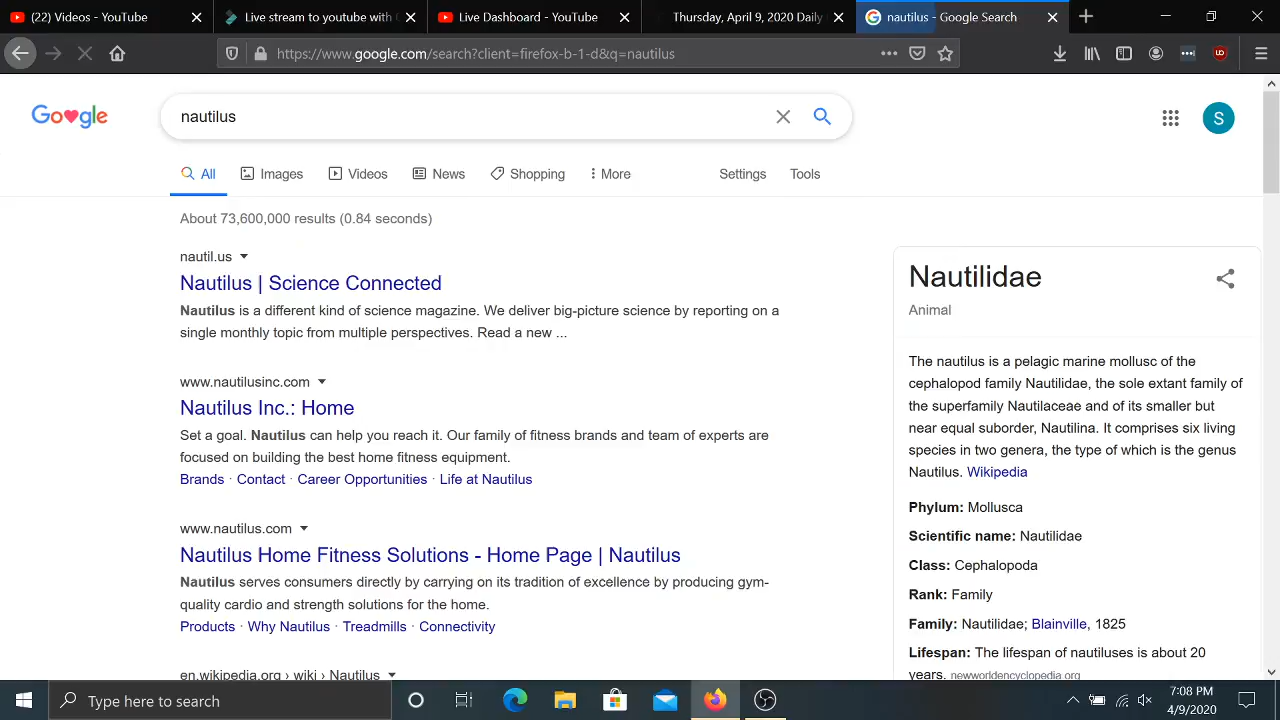 (22) Videos - YouTube
Live stream to youtube with
Live Dashboard - YouTube
Thursday, April 9, 2020 Daily
nautilus - Google Search
https://www.google.com/search?client=firefox-b-1-d&q=nautilus
Google
nautilus
S
All
Images
Videos
News
Shopping
More
Settings
Tools
About 73,600,000 results (0.84 seconds)
nautil.us
Nautilus | Science Connected
Nautilus is a different kind of science magazine. We deliver big-picture science by reporting on a
single monthly topic from multiple perspectives. Read a new ...
www.nautilusinc.com
Nautilus Inc.: Home
Set a goal. Nautilus can help you reach it. Our family of fitness brands and team of experts are
focused on building the best home fitness equipment.
Brands · Contact · Career Opportunities · Life at Nautilus
www.nautilus.com
Nautilus Home Fitness Solutions - Home Page | Nautilus
Nautilus serves consumers directly by carrying on its tradition of excellence by producing gym-
quality cardio and strength solutions for the home.
Products · Why Nautilus · Treadmills · Connectivity
en.wikipedia.org › wiki › Nautilus
Nautilidae
Animal
The nautilus is a pelagic marine mollusc of the
cephalopod family Nautilidae, the sole extant family of
the superfamily Nautilaceae and of its smaller but
near equal suborder, Nautilina. It comprises six living
species in two genera, the type of which is the genus
Nautilus. Wikipedia
Phylum: Mollusca
Scientific name: Nautilidae
Class: Cephalopoda
Rank: Family
Family: Nautilidae; Blainville, 1825
Lifespan: The lifespan of nautiluses is about 20
years. newworldencyclopedia.org
Type here to search
7:08 PM
4/9/2020